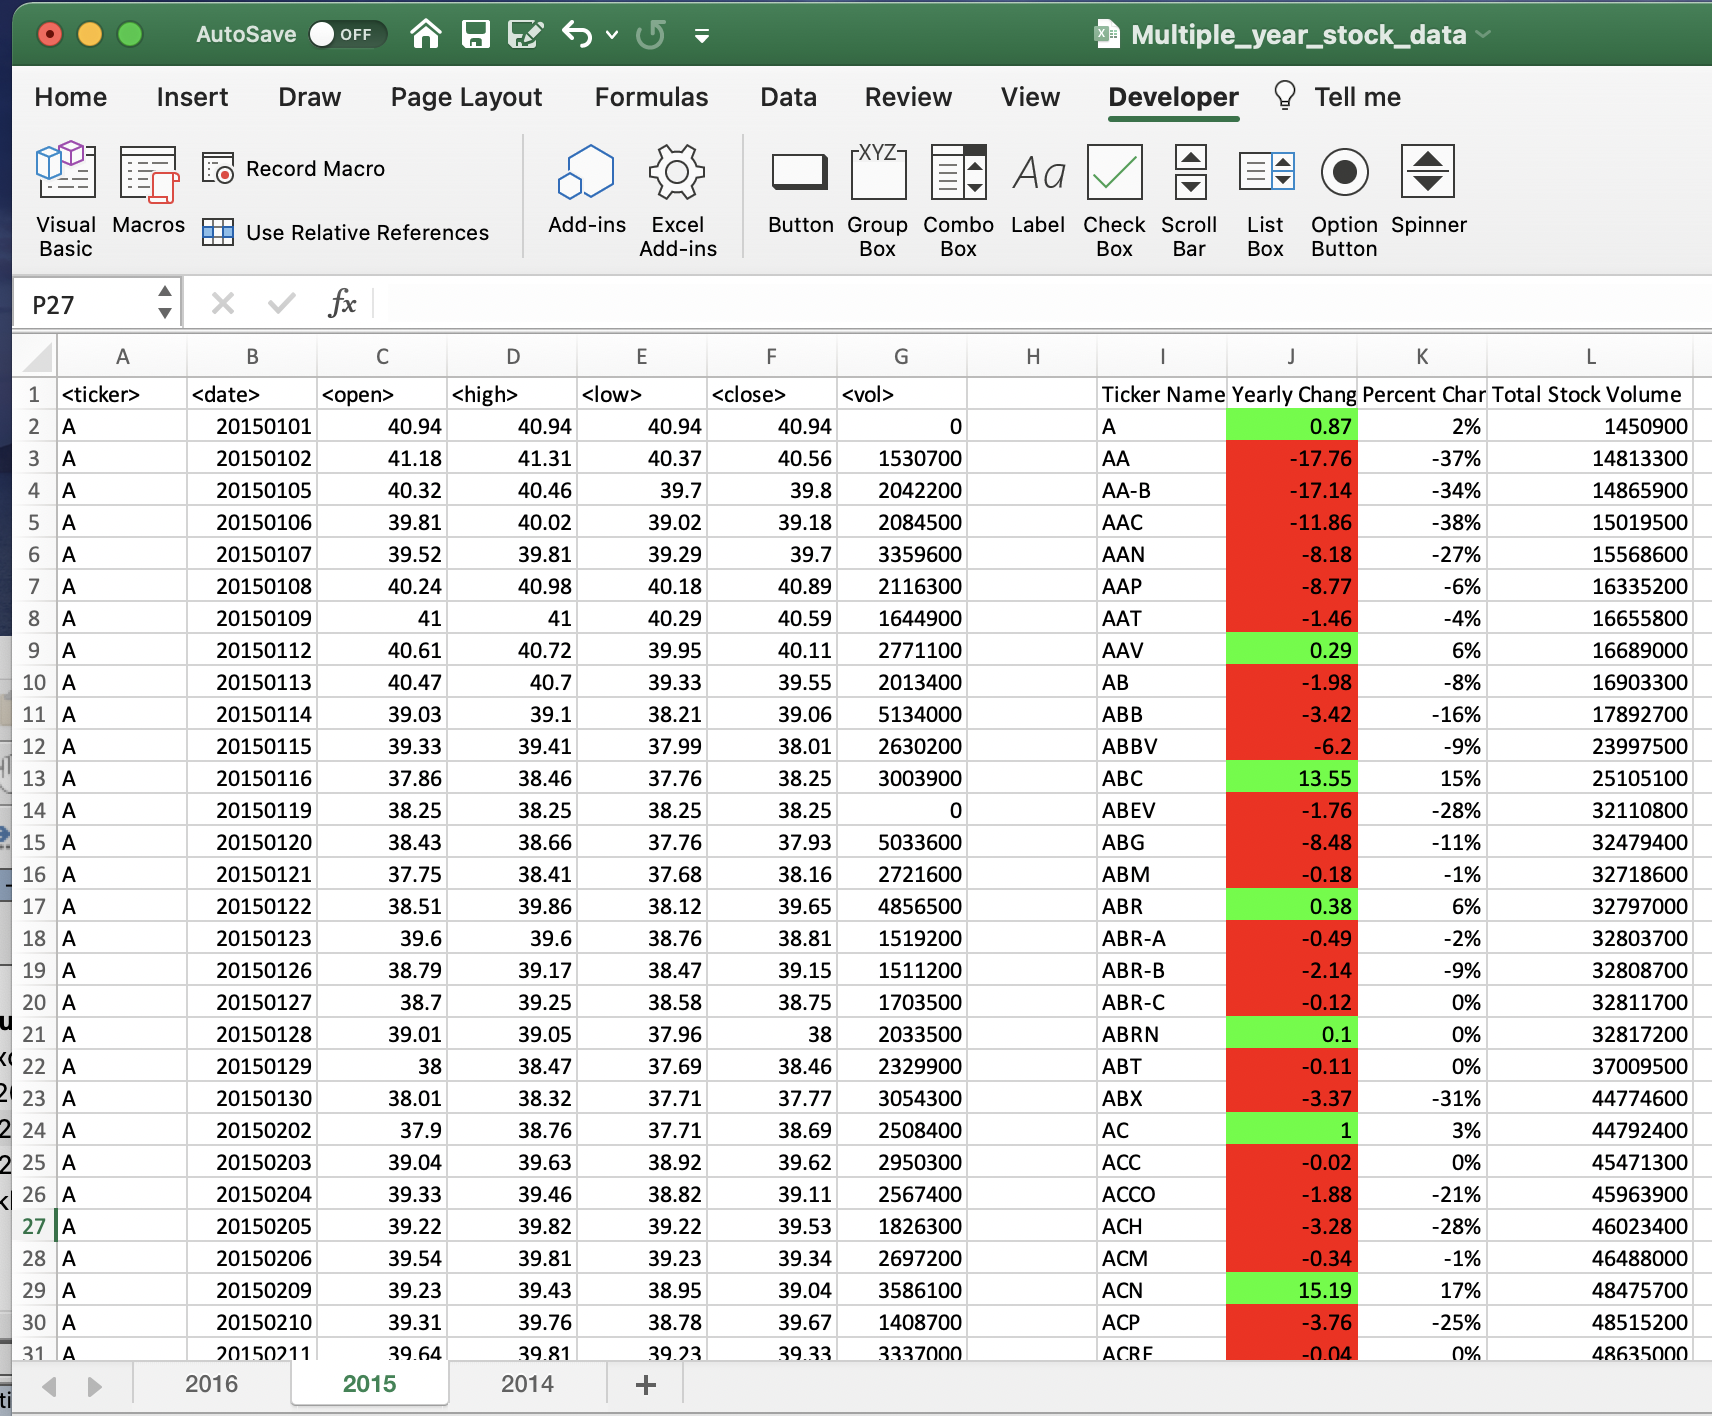 AutoSave OFF Multiple_year_stock_data
Home Insert Draw Page Layout Formulas Data Review View Developer Tell me
Visual Basic Macros Record Macro Use Relative References Add-ins Excel Add-ins Button XYZ Group Box Combo Box Aa Label Check Box Scroll Bar List Box Option Button Spinner
P27 fx
A B C D E F G H I J K L
1 <ticker> <date> <open> <high> <low> <close> <vol> Ticker Name Yearly Chang Percent Char Total Stock Volume
2 A 20150101 40.94 40.94 40.94 40.94 0 A 0.87 2% 1450900
3 A 20150102 41.18 41.31 40.37 40.56 1530700 AA -17.76 -37% 14813300
4 A 20150105 40.32 40.46 39.7 39.8 2042200 AA-B -17.14 -34% 14865900
5 A 20150106 39.81 40.02 39.02 39.18 2084500 AAC -11.86 -38% 15019500
6 A 20150107 39.52 39.81 39.29 39.7 3359600 AAN -8.18 -27% 15568600
7 A 20150108 40.24 40.98 40.18 40.89 2116300 AAP -8.77 -6% 16335200
8 A 20150109 41 41 40.29 40.59 1644900 AAT -1.46 -4% 16655800
9 A 20150112 40.61 40.72 39.95 40.11 2771100 AAV 0.29 6% 16689000
10 A 20150113 40.47 40.7 39.33 39.55 2013400 AB -1.98 -8% 16903300
11 A 20150114 39.03 39.1 38.21 39.06 5134000 ABB -3.42 -16% 17892700
12 A 20150115 39.33 39.41 37.99 38.01 2630200 ABBV -6.2 -9% 23997500
13 A 20150116 37.86 38.46 37.76 38.25 3003900 ABC 13.55 15% 25105100
14 A 20150119 38.25 38.25 38.25 38.25 0 ABEV -1.76 -28% 32110800
15 A 20150120 38.43 38.66 37.76 37.93 5033600 ABG -8.48 -11% 32479400
16 A 20150121 37.75 38.41 37.68 38.16 2721600 ABM -0.18 -1% 32718600
17 A 20150122 38.51 39.86 38.12 39.65 4856500 ABR 0.38 6% 32797000
18 A 20150123 39.6 39.6 38.76 38.81 1519200 ABR-A -0.49 -2% 32803700
19 A 20150126 38.79 39.17 38.47 39.15 1511200 ABR-B -2.14 -9% 32808700
20 A 20150127 38.7 39.25 38.58 38.75 1703500 ABR-C -0.12 0% 32811700
21 A 20150128 39.01 39.05 37.96 38 2033500 ABRN 0.1 0% 32817200
22 A 20150129 38 38.47 37.69 38.46 2329900 ABT -0.11 0% 37009500
23 A 20150130 38.01 38.32 37.71 37.77 3054300 ABX -3.37 -31% 44774600
24 A 20150202 37.9 38.76 37.71 38.69 2508400 AC 1 3% 44792400
25 A 20150203 39.04 39.63 38.92 39.62 2950300 ACC -0.02 0% 45471300
26 A 20150204 39.33 39.46 38.82 39.11 2567400 ACCO -1.88 -21% 45963900
27 A 20150205 39.22 39.82 39.22 39.53 1826300 ACH -3.28 -28% 46023400
28 A 20150206 39.54 39.81 39.23 39.34 2697200 ACM -0.34 -1% 46488000
29 A 20150209 39.23 39.43 38.95 39.04 3586100 ACN 15.19 17% 48475700
30 A 20150210 39.31 39.76 38.78 39.67 1408700 ACP -3.76 -25% 48515200
31 A 20150211 39.64 39.81 39.23 39.33 3337000 ACRE -0.04 0% 48635000
2016 2015 2014 +